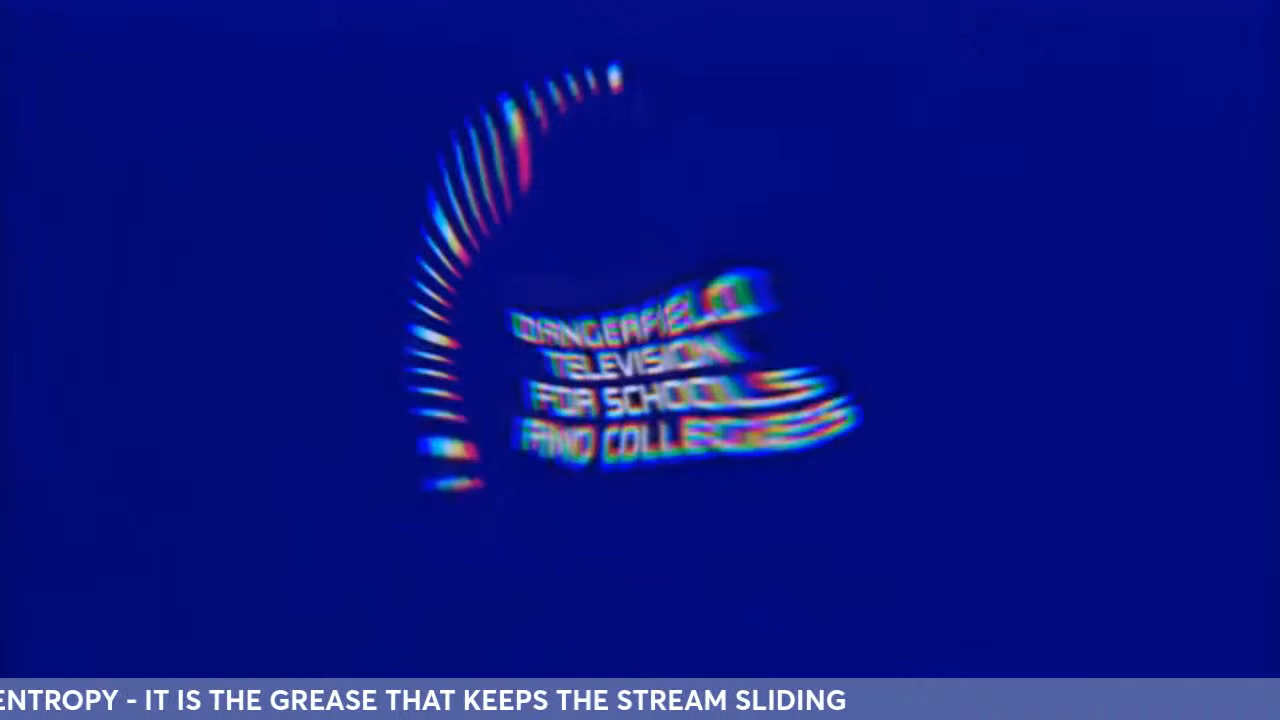 DANGERFIELD
TELEVISION
FOR SCHOOLS
AND COLLEGES
ENTROPY - IT IS THE GREASE THAT KEEPS THE STREAM SLIDING